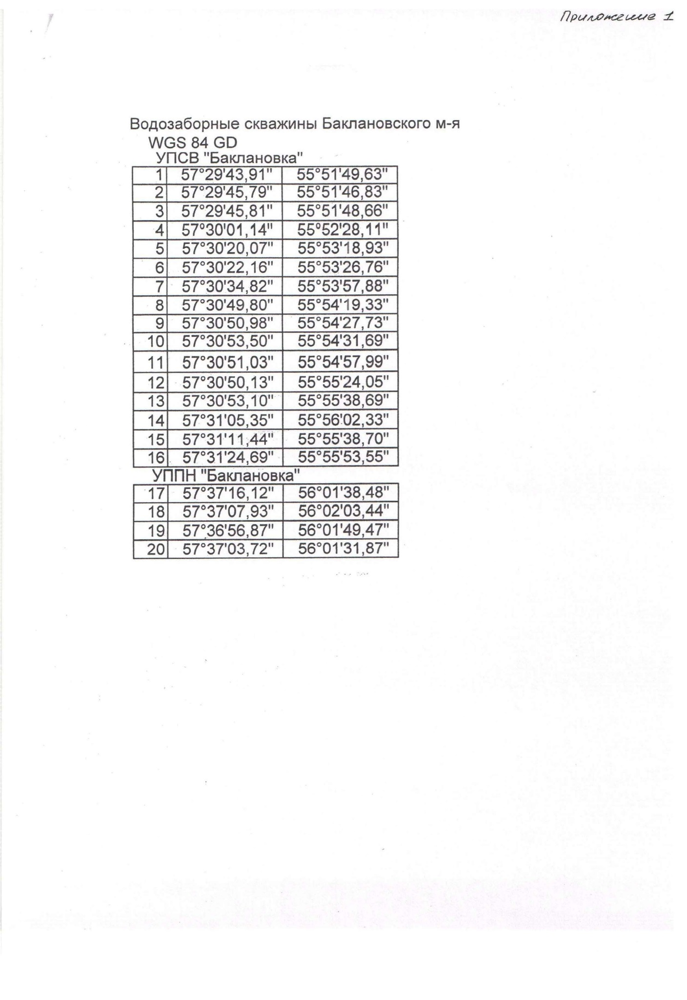 Приложение 1
Водозаборные скважины Баклановского м-я
WGS 84 GD
УПСВ "Баклановка"
1 57°29'43,91" 55°51'49,63"
2 57°29'45,79" 55°51'46,83"
3 57°29'45,81" 55°51'48,66"
4 57°30'01,14" 55°52'28,11"
5 57°30'20,07" 55°53'18,93"
6 57°30'22,16" 55°53'26,76"
7 57°30'34,82" 55°53'57,88"
8 57°30'49,80" 55°54'19,33"
9 57°30'50,98" 55°54'27,73"
10 57°30'53,50" 55°54'31,69"
11 57°30'51,03" 55°54'57,99"
12 57°30'50,13" 55°55'24,05"
13 57°30'53,10" 55°55'38,69"
14 57°31'05,35" 55°56'02,33"
15 57°31'11,44" 55°55'38,70"
16 57°31'24,69" 55°55'53,55"
УППН "Баклановка"
17 57°37'16,12" 56°01'38,48"
18 57°37'07,93" 56°02'03,44"
19 57°36'56,87" 56°01'49,47"
20 57°37'03,72" 56°01'31,87"